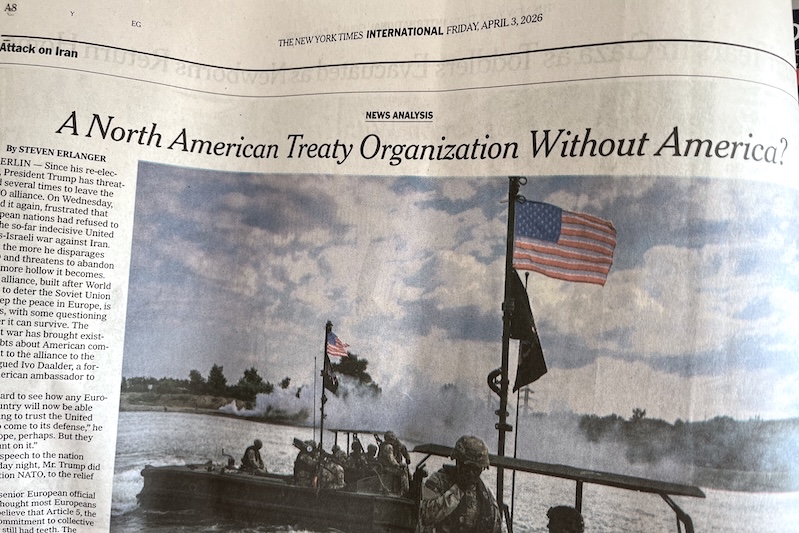 A8
Y
EG
THE NEW YORK TIMES INTERNATIONAL FRIDAY, APRIL 3, 2026
Attack on Iran
NEWS ANALYSIS
A North American Treaty Organization Without America?
By STEVEN ERLANGER
ERLIN — Since his re-elec-
, President Trump has threat-
d several times to leave the
O alliance. On Wednesday,
d it again, frustrated that
pean nations had refused to
he so-far indecisive United
s-Israeli war against Iran.
the more he disparages
and threatens to abandon
more hollow it becomes.
alliance, built after World
to deter the Soviet Union
ep the peace in Europe, is
s, with some questioning
r it can survive. The
t war has brought exist-
bts about American com-
t to the alliance to the
gued Ivo Daalder, a for-
erican ambassador to
ard to see how any Euro-
untry will now be able
ng to trust the United
o come to its defense," he
ope, perhaps. But they
nt on it."
speech to the nation
day night, Mr. Trump did
tion NATO, to the relief
senior European official
hought most Europeans
elieve that Article 5, the
ommitment to collective
still had teeth. The